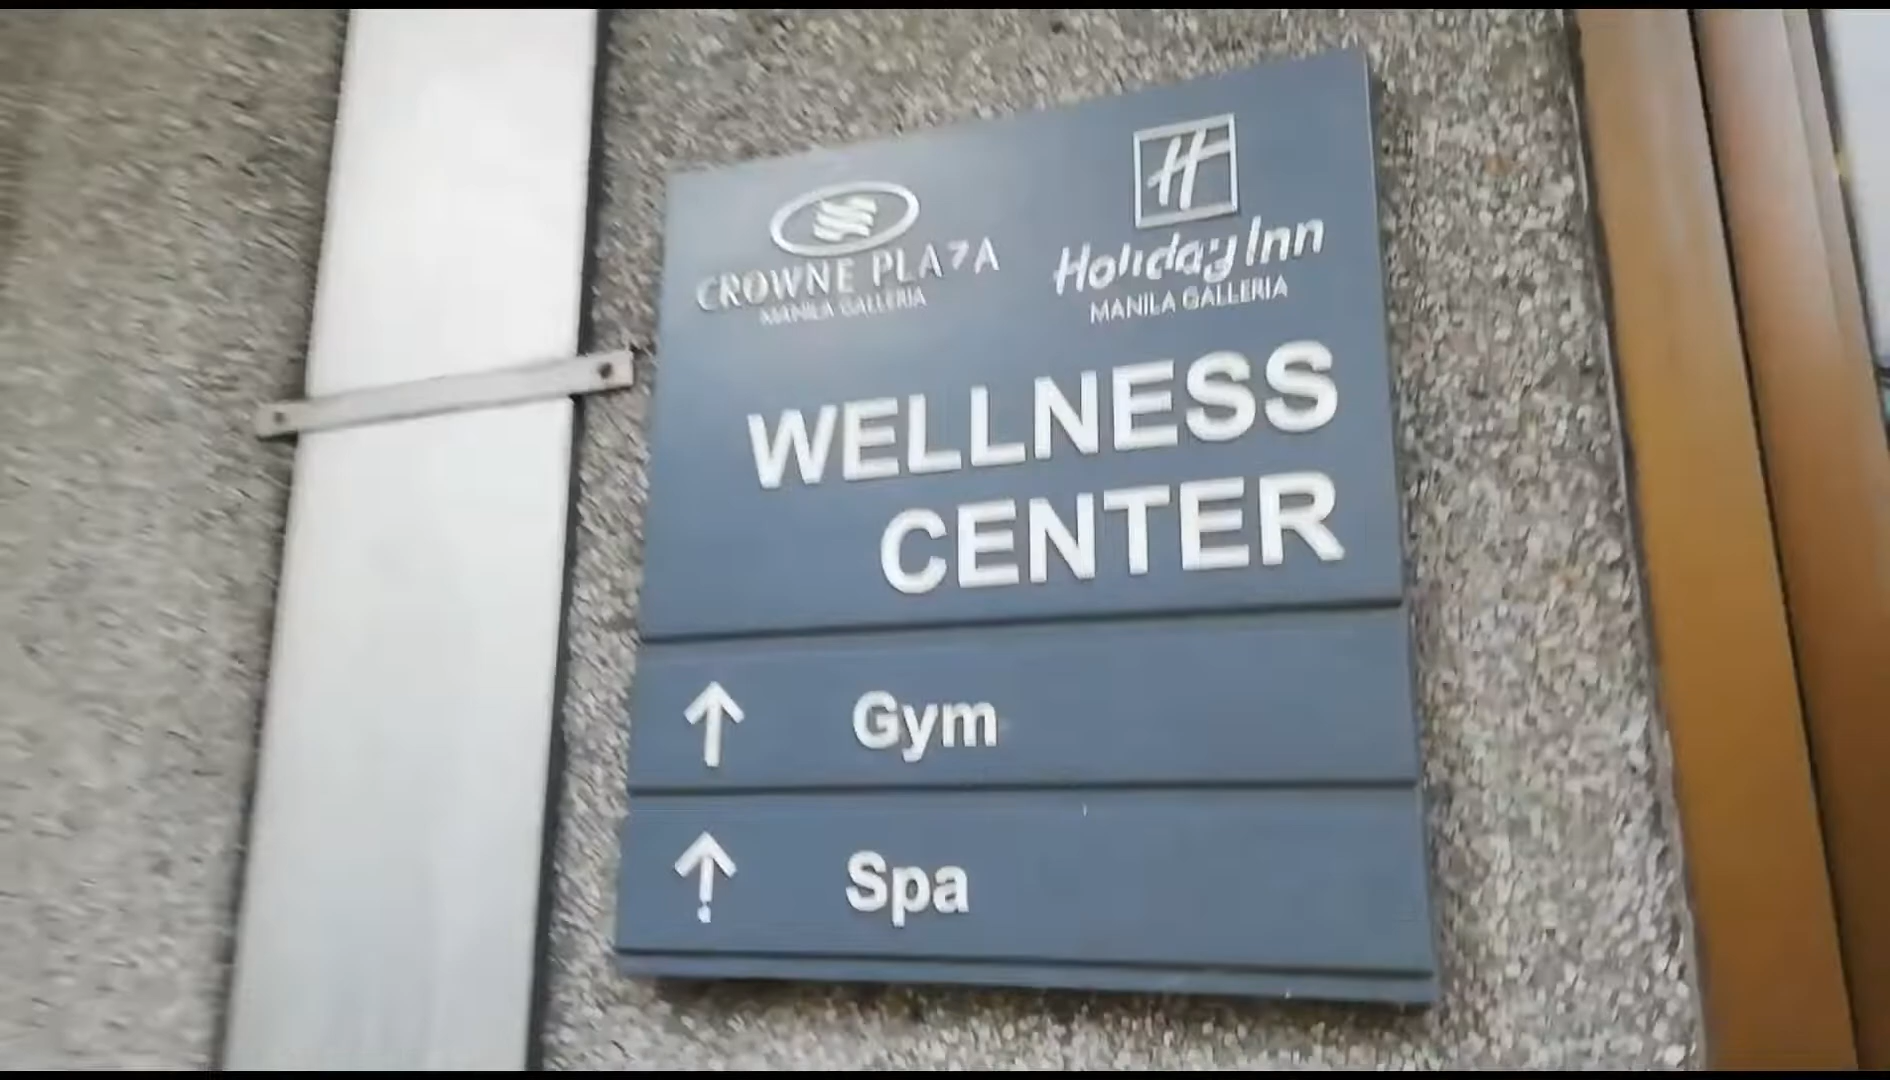 CROWNE PLAZA
MANILA GALLERIA
H
Holiday Inn
MANILA GALLERIA
WELLNESS
CENTER
↑ Gym
↑ Spa